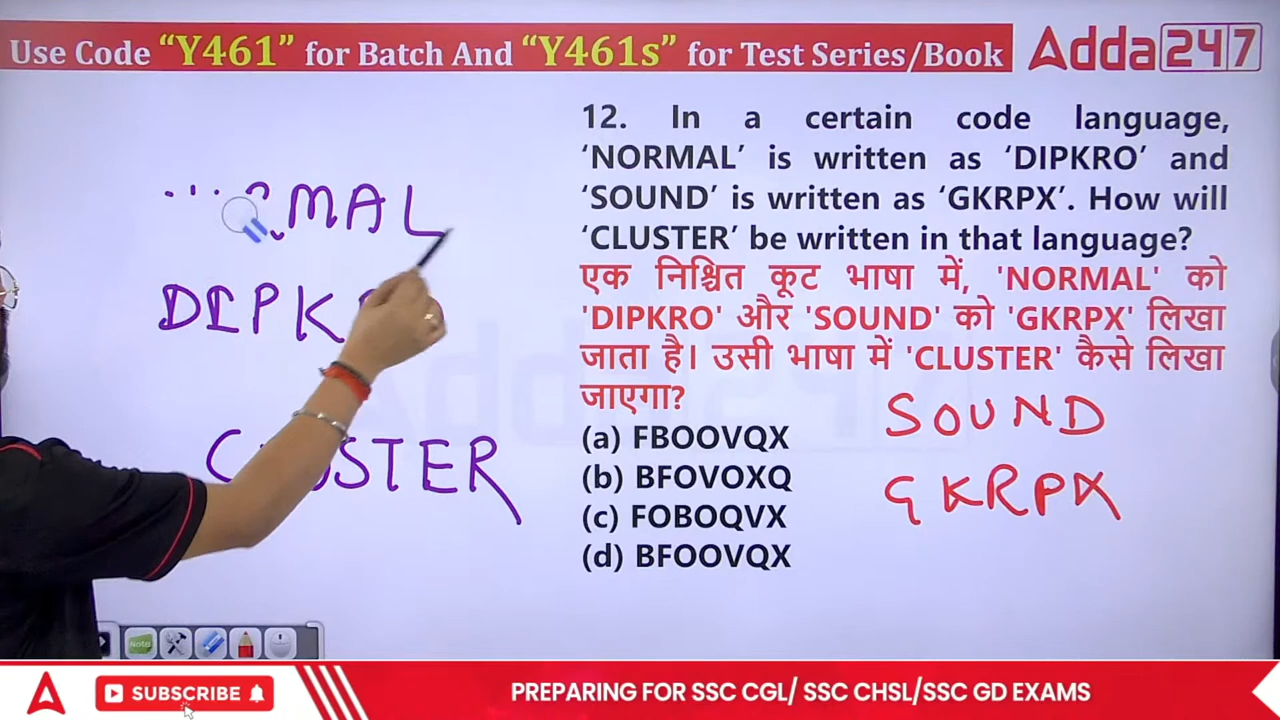 Use Code “Y461” for Batch And “Y461s” for Test Series/Book
Adda247
12. In a certain code language,
‘NORMAL’ is written as ‘DIPKRO’ and
‘SOUND’ is written as ‘GKRPX’. How will
‘CLUSTER’ be written in that language?
एक निश्चित कूट भाषा में, 'NORMAL' को
'DIPKRO' और 'SOUND' को 'GKRPX' लिखा
जाता है। उसी भाषा में 'CLUSTER' कैसे लिखा
जाएगा?
(a) FBOOVQX
(b) BFOVOXQ
(c) FOBOQVX
(d) BFOOVQX
MAL
DIPK
STER
SOUND
GKRPX
Note
SUBSCRIBE
PREPARING FOR SSC CGL/ SSC CHSL/SSC GD EXAMS